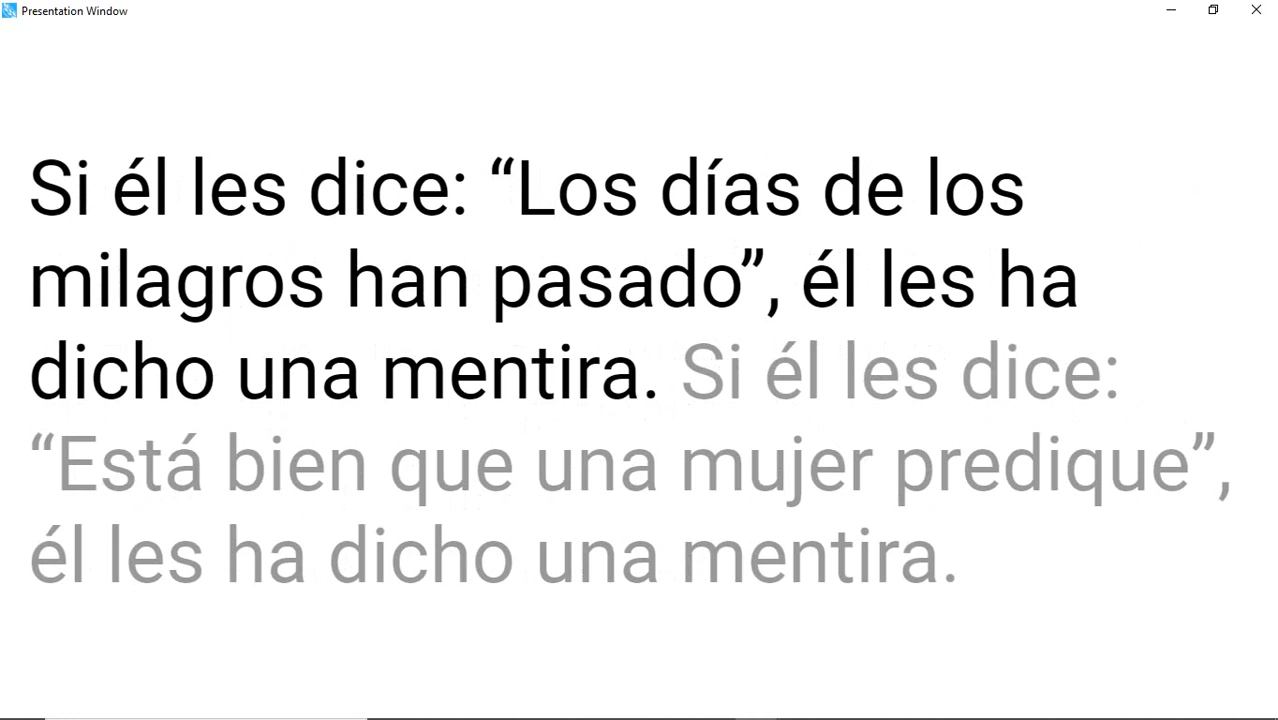 Presentation Window
Si él les dice: “Los días de los
milagros han pasado”, él les ha
dicho una mentira. Si él les dice:
“Está bien que una mujer predique”,
él les ha dicho una mentira.